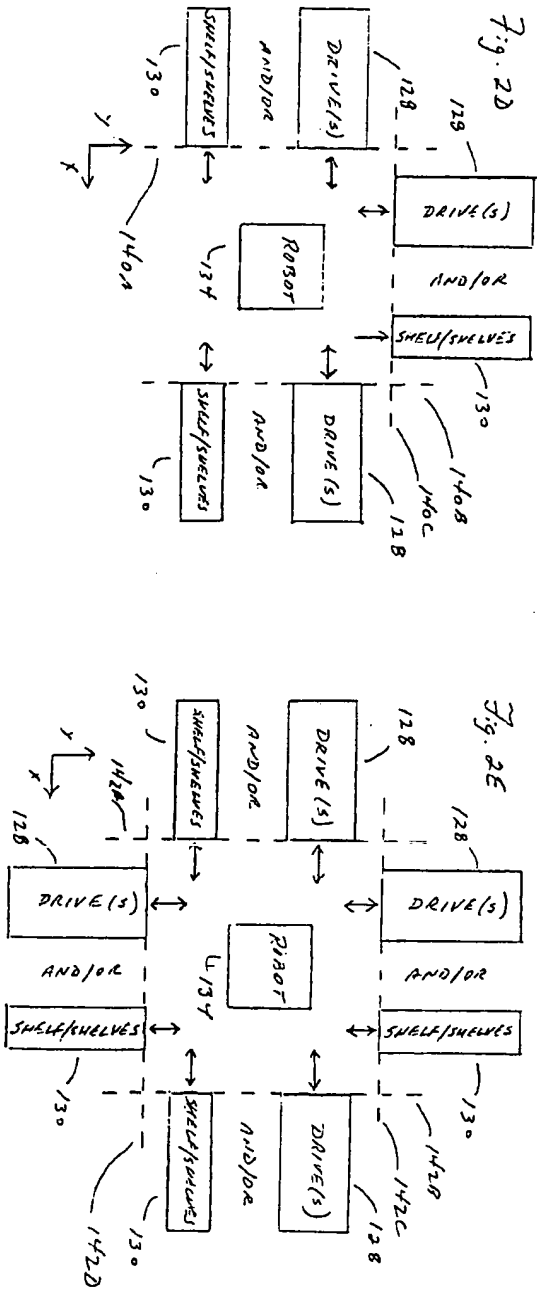 Fig. 2D
128
DRIVE(S)
AND/OR
SHELF/SHELVES
130
140B
140C
128
DRIVE(S)
AND/OR
SHELF/SHELVES
130
ROBOT
134
DRIVE(S)
128
AND/OR
SHELF/SHELVES
130
Y
X
140A
Fig. 2E
128
DRIVE(S)
AND/OR
SHELF/SHELVES
130
142B
142C
128
DRIVE(S)
AND/OR
SHELF/SHELVES
130
ROBOT
134
DRIVE(S)
128
AND/OR
SHELF/SHELVES
130
Y
X
142A
128
DRIVE(S)
AND/OR
SHELF/SHELVES
130
142D